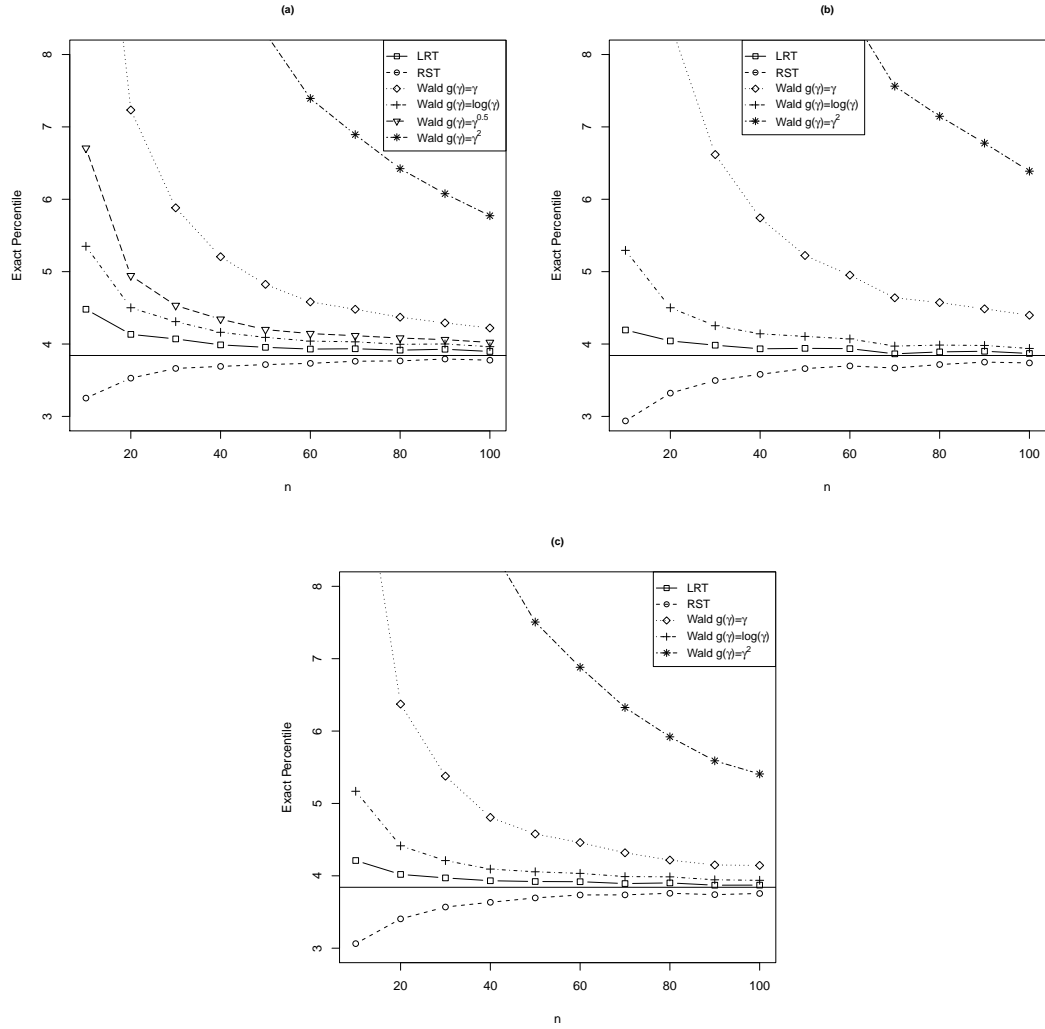 (a)
Exact Percentile
8
7
6
5
4
3
20 40 60 80 100
n
LRT
RST
Wald g(γ)=γ
Wald g(γ)=log(γ)
Wald g(γ)=γ^0.5
Wald g(γ)=γ^2
(b)
Exact Percentile
8
7
6
5
4
3
20 40 60 80 100
n
LRT
RST
Wald g(γ)=γ
Wald g(γ)=log(γ)
Wald g(γ)=γ^2
(c)
Exact Percentile
8
7
6
5
4
3
20 40 60 80 100
n
LRT
RST
Wald g(γ)=γ
Wald g(γ)=log(γ)
Wald g(γ)=γ^2